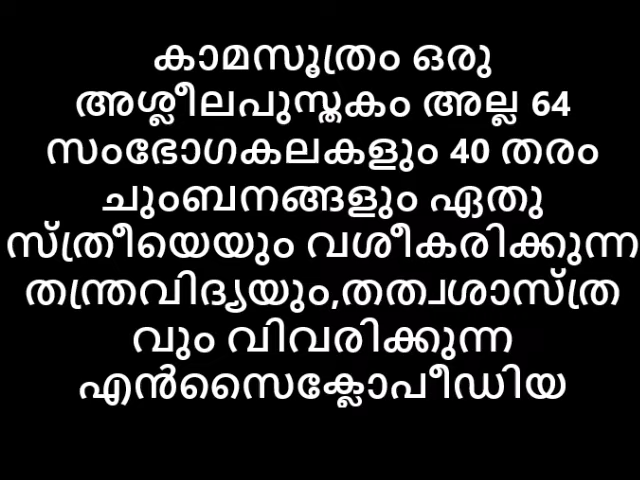 കാമസൂത്രം ഒരു
അശ്ലീലപുസ്തകം അല്ല 64
സംഭോഗകലകളും 40 തരം
ചുംബനങ്ങളും ഏതു
സ്ത്രീയെയും വശീകരിക്കുന്ന
തന്ത്രവിദ്യയും,തത്വശാസ്ത്ര
വും വിവരിക്കുന്ന
എൻസൈക്ലോപീഡിയ